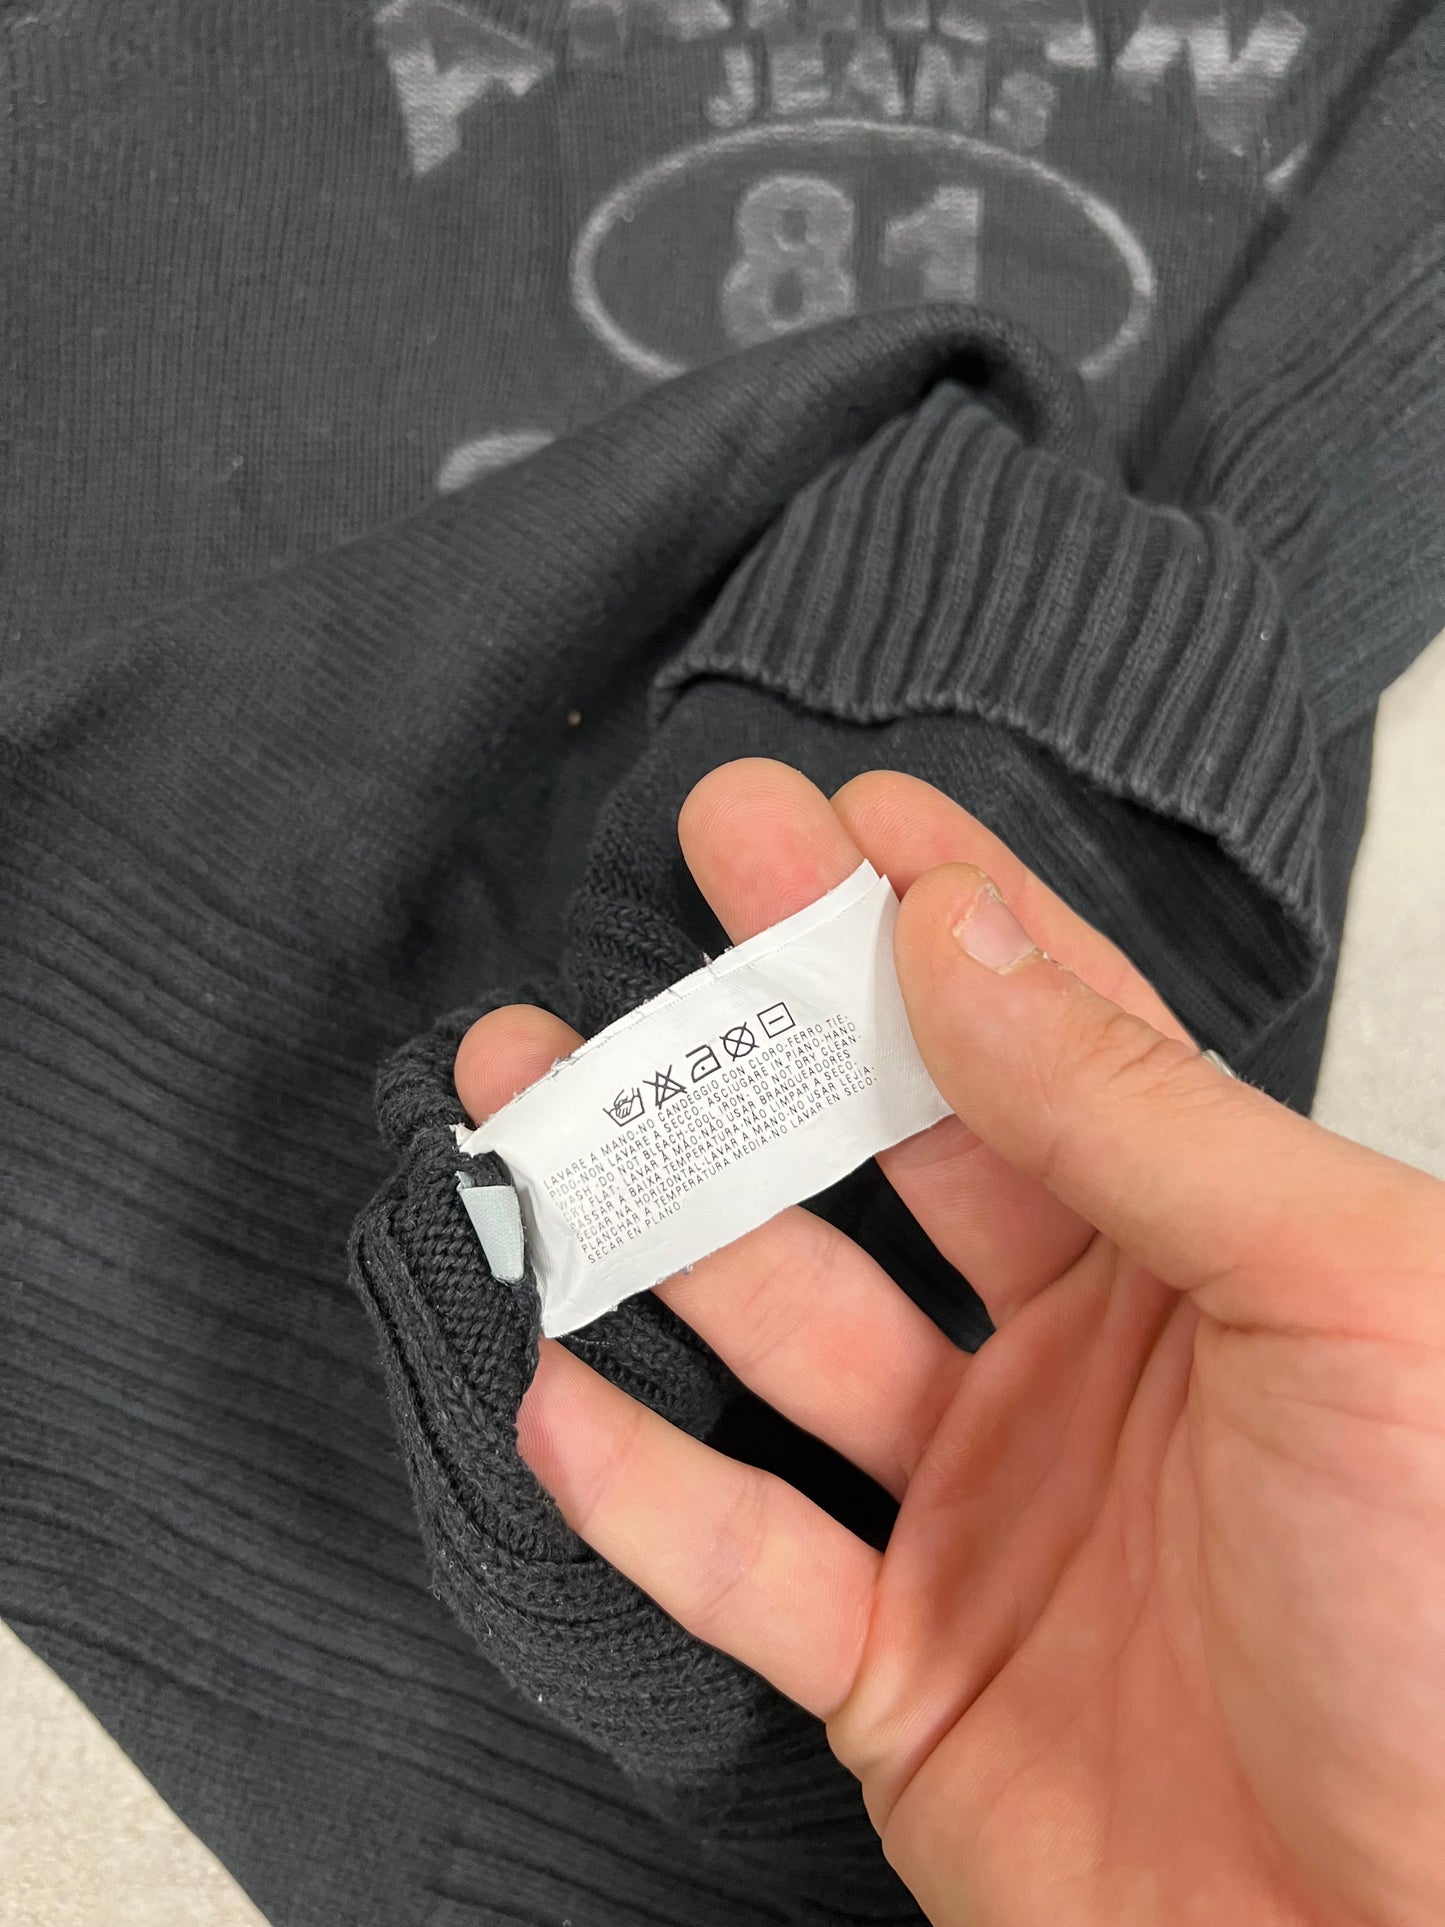 JEANS
81
LAVARE A MANO-NO CANDEGGIO CON CLORO-FERRO TIE-
PIDO-NON LAVARE A SECCO. ASCIUGARE IN PIANO-HAND
WASH-DO NOT BLEACH-COOL IRON- DO NOT DRY CLEAN-
DRY FLAT. LAVAR À MÃO-NÃO USAR BRANQUEADORES
PASSAR A BAIXA TEMPERATURA-NÃO LIMPAR A SECO.
SECAR NA HORIZONTAL-LAVAR A MANO-NO USAR LEJIA-
PLANCHAR A TEMPERATURA MEDIA-NO LAVAR EN SECO.
SECAR EN PLANO.